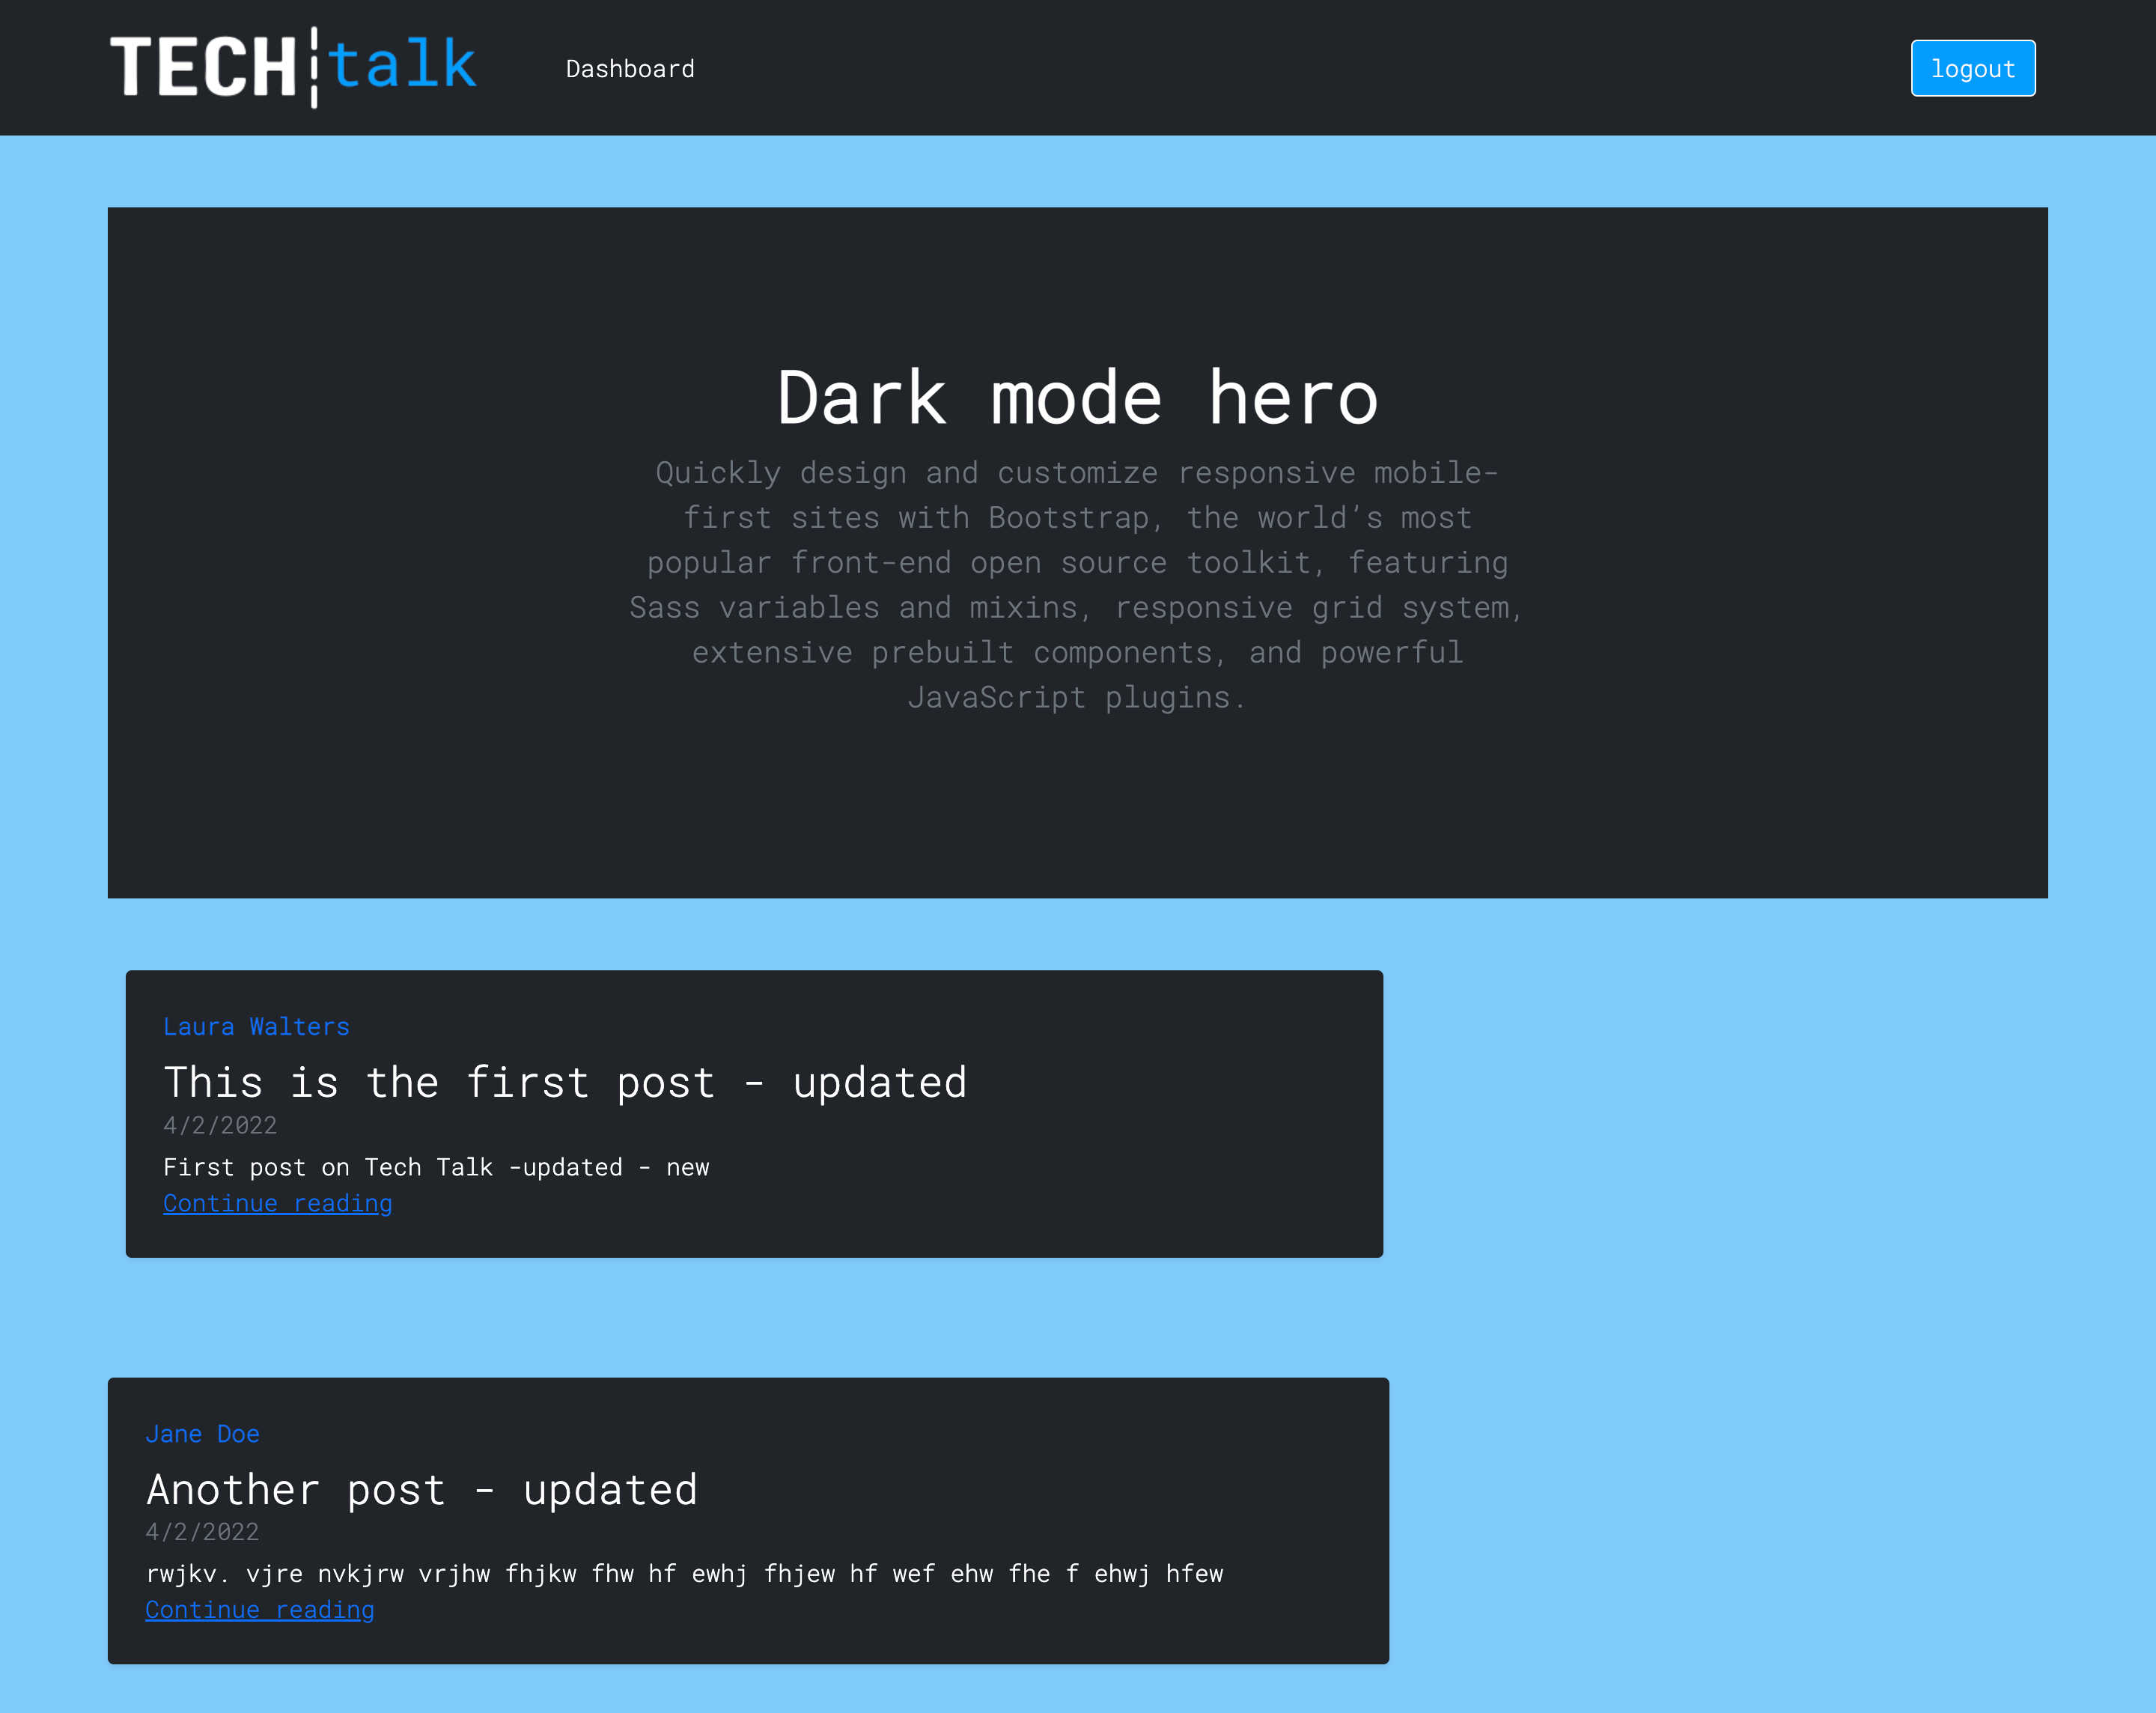 TECH talk
Dashboard
logout
Dark mode hero
Quickly design and customize responsive mobile-
first sites with Bootstrap, the world’s most
popular front-end open source toolkit, featuring
Sass variables and mixins, responsive grid system,
extensive prebuilt components, and powerful
JavaScript plugins.
Laura Walters
This is the first post - updated
4/2/2022
First post on Tech Talk -updated - new
Continue reading
Jane Doe
Another post - updated
4/2/2022
rwjkv. vjre nvkjrw vrjhw fhjkw fhw hf ewhj fhjew hf wef ehw fhe f ehwj hfew
Continue reading